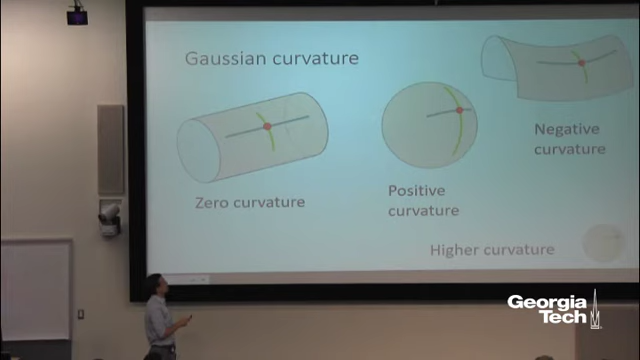 Gaussian curvature
Negative
curvature
Positive
curvature
Zero curvature
Higher curvature
Georgia
Tech